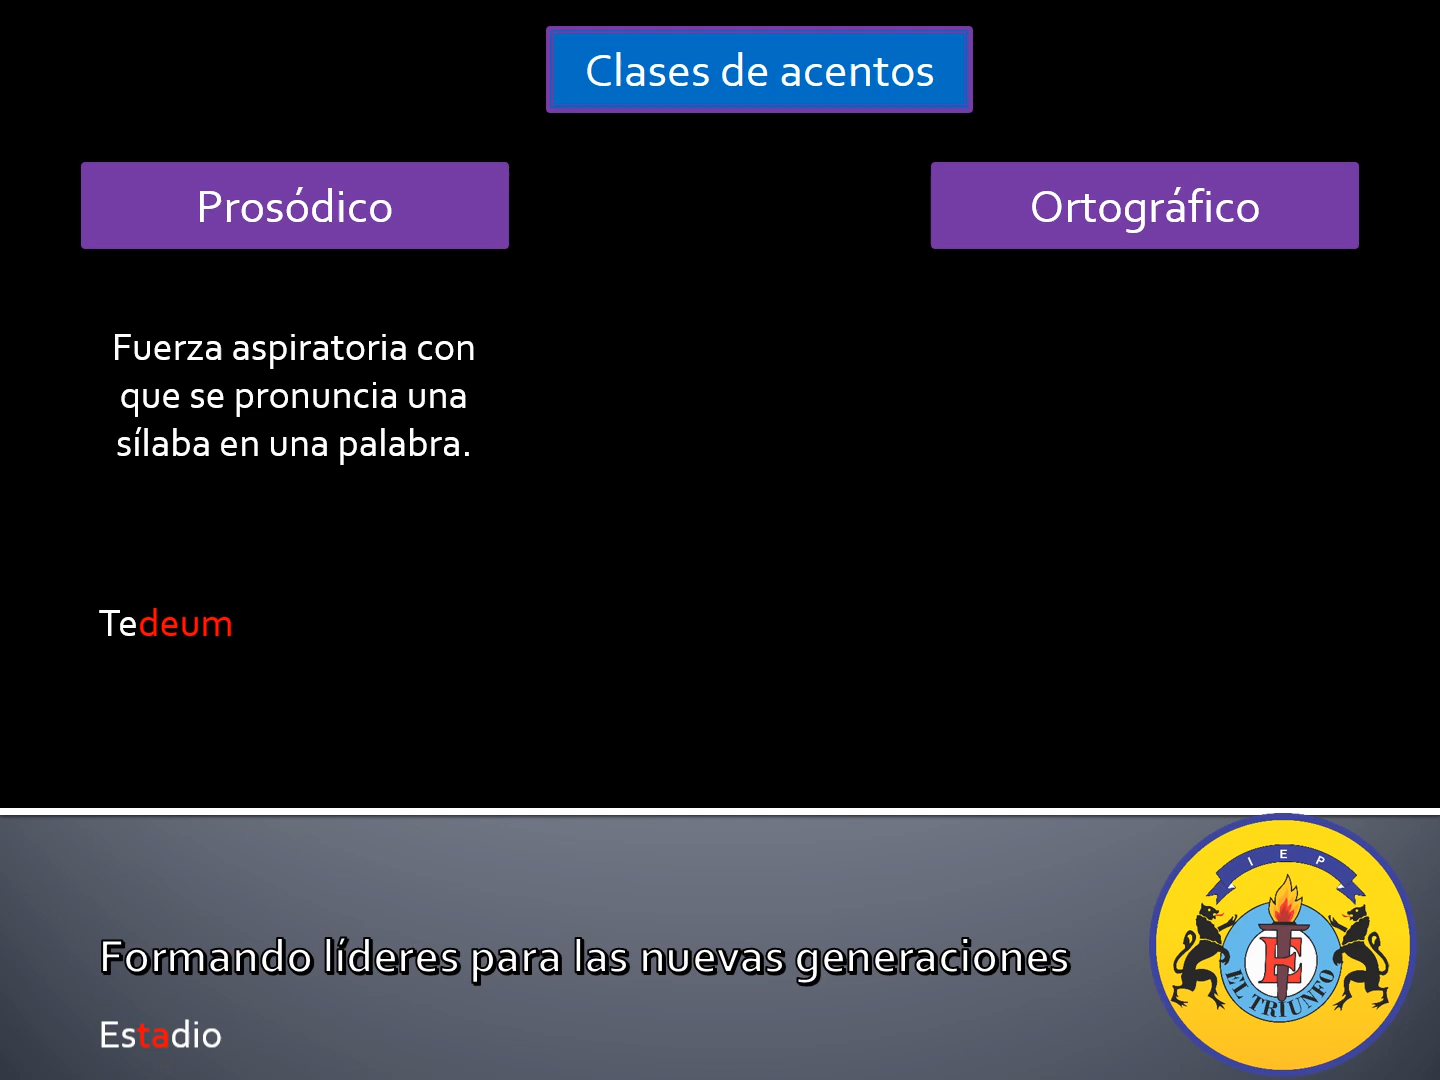 Clases de acentos
Prosódico
Ortográfico
Fuerza aspiratoria con
que se pronuncia una
sílaba en una palabra.
Tedeum
Formando líderes para las nuevas generaciones
Estadio
I E P
E
EL TRIUNFO